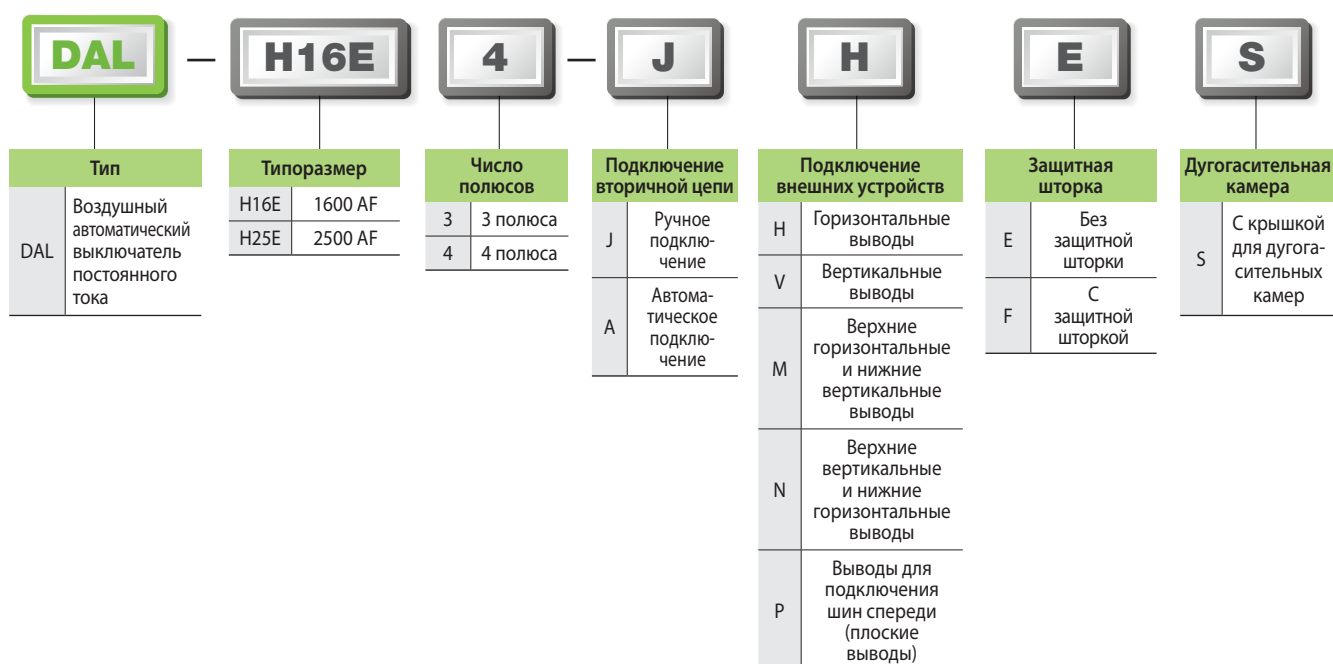 DAL — H16E 4 — J H E S
Тип
DAL
Воздушный
автоматический
выключатель
постоянного
тока
Типоразмер
H16E 1600 AF
H25E 2500 AF
Число
полюсов
3 3 полюса
4 4 полюса
Подключение
вторичной цепи
J
Ручное
подклю-
чение
A
Автома-
тическое
подклю-
чение
Подключение
внешних устройств
H
Горизонтальные
выводы
V
Вертикальные
выводы
M
Верхние
горизонтальные
и нижние
вертикальные
выводы
N
Верхние
вертикальные
и нижние
горизонтальные
выводы
P
Выводы для
подключения
шин спереди
(плоские
выводы)
Защитная
шторка
E
Без
защитной
шторки
F
С
защитной
шторкой
Дугогасительная
камера
S
С крышкой
для дугога-
сительных
камер